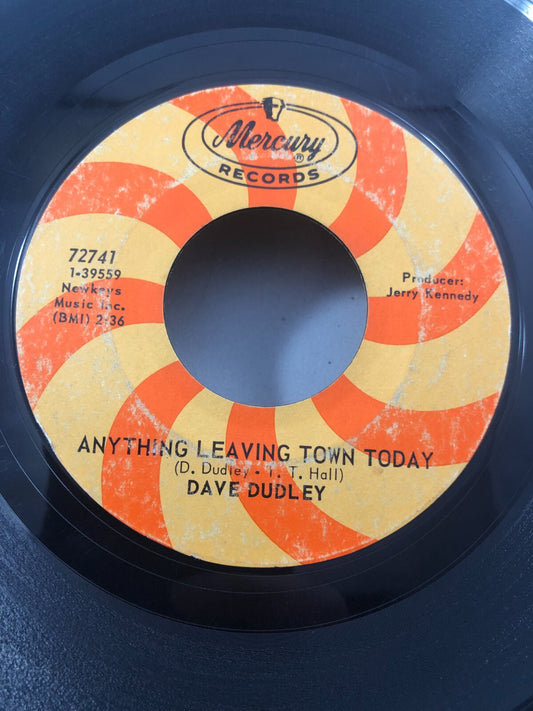 Mercury ®
RECORDS
72741
1-39559
Newkeys
Music Inc.
(BMI) 2:36
Producer:
Jerry Kennedy
ANYTHING LEAVING TOWN TODAY
(D. Dudley - T. T. Hall)
DAVE DUDLEY